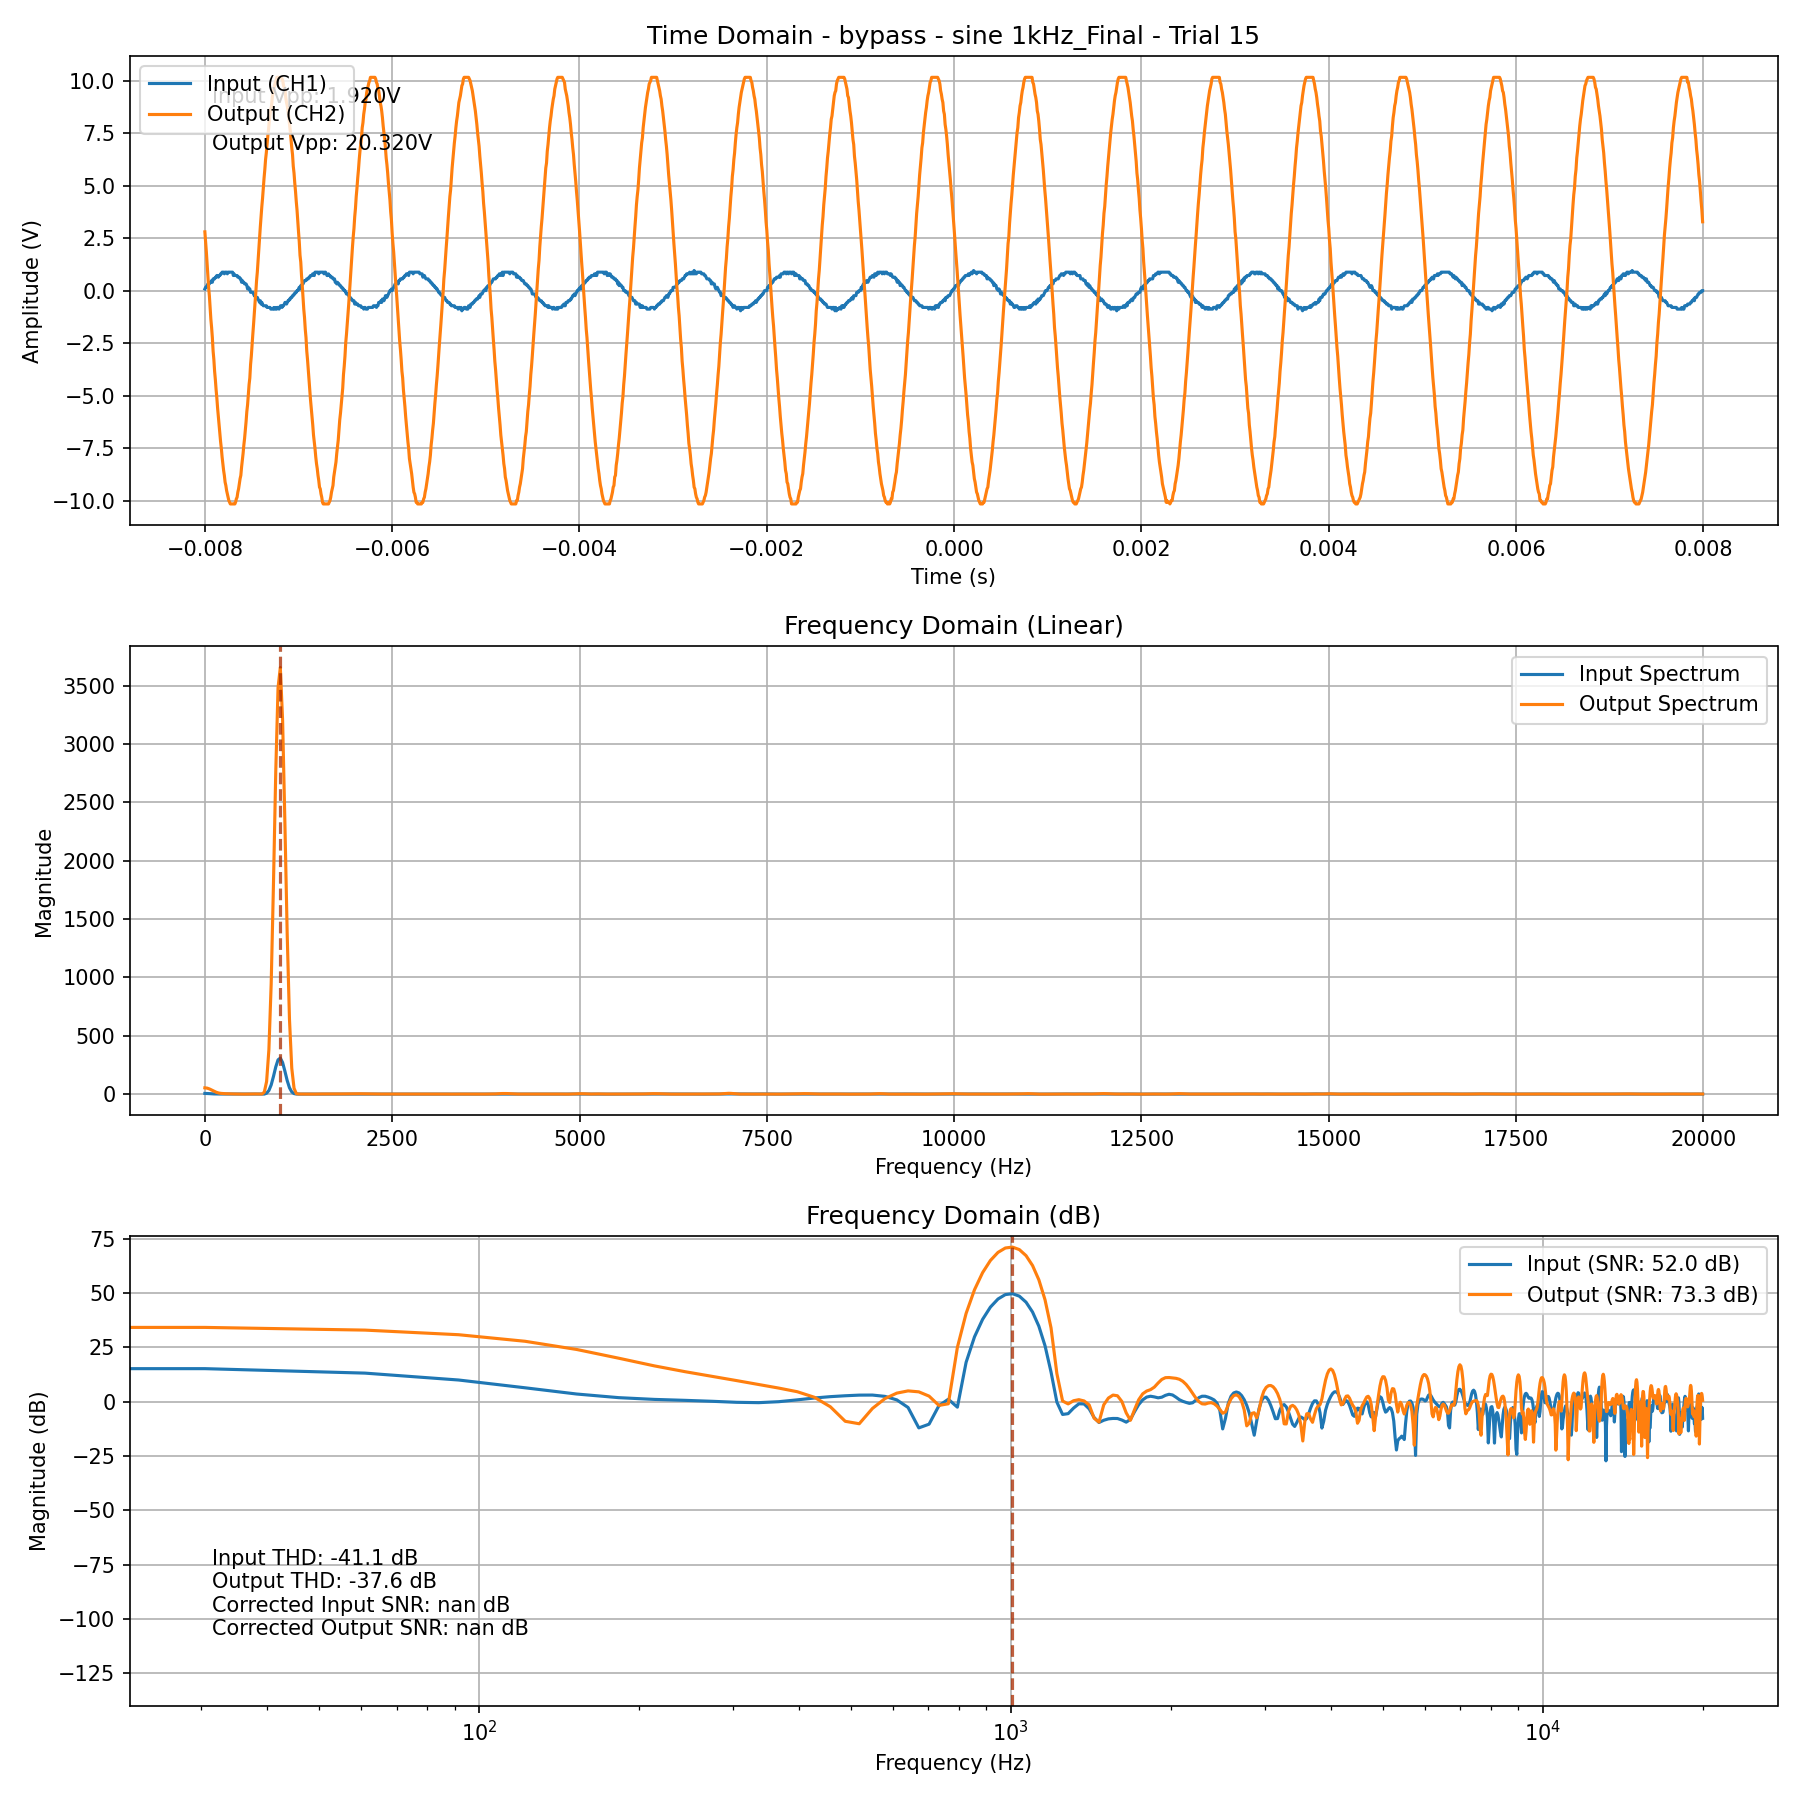 Time Domain - bypass - sine 1kHz_Final - Trial 15
Input (CH1)
Input Vpp: 1.920V
Output (CH2)
Output Vpp: 20.320V
Amplitude (V)
10.0
7.5
5.0
2.5
0.0
−2.5
−5.0
−7.5
−10.0
−0.008
−0.006
−0.004
−0.002
0.000
0.002
0.004
0.006
0.008
Time (s)
Frequency Domain (Linear)
Input Spectrum
Output Spectrum
Magnitude
3500
3000
2500
2000
1500
1000
500
0
0
2500
5000
7500
10000
12500
15000
17500
20000
Frequency (Hz)
Frequency Domain (dB)
Input (SNR: 52.0 dB)
Output (SNR: 73.3 dB)
Magnitude (dB)
75
50
25
0
−25
−50
−75
−100
−125
Input THD: -41.1 dB
Output THD: -37.6 dB
Corrected Input SNR: nan dB
Corrected Output SNR: nan dB
10²
10³
10⁴
Frequency (Hz)